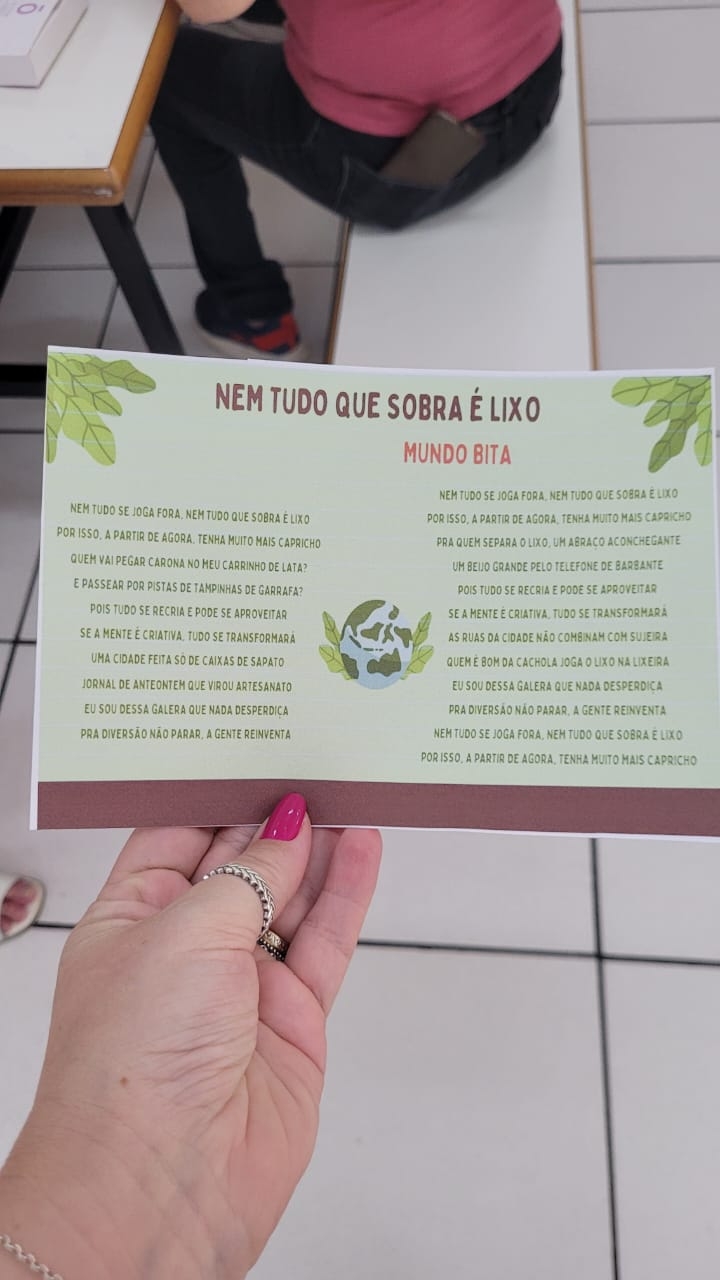 NEM TUDO QUE SOBRA É LIXO
MUNDO BITA
NEM TUDO SE JOGA FORA, NEM TUDO QUE SOBRA É LIXO
POR ISSO, A PARTIR DE AGORA, TENHA MUITO MAIS CAPRICHO
QUEM VAI PEGAR CARONA NO MEU CARRINHO DE LATA?
E PASSEAR POR PISTAS DE TAMPINHAS DE GARRAFA?
POIS TUDO SE RECRIA E PODE SE APROVEITAR
SE A MENTE É CRIATIVA, TUDO SE TRANSFORMARÁ
UMA CIDADE FEITA SÓ DE CAIXAS DE SAPATO
JORNAL DE ANTEONTEM QUE VIROU ARTESANATO
EU SOU DESSA GALERA QUE NADA DESPERDIÇA
PRA DIVERSÃO NÃO PARAR, A GENTE REINVENTA
NEM TUDO SE JOGA FORA, NEM TUDO QUE SOBRA É LIXO
POR ISSO, A PARTIR DE AGORA, TENHA MUITO MAIS CAPRICHO
PRA QUEM SEPARA O LIXO, UM ABRAÇO ACONCHEGANTE
UM BEIJO GRANDE PELO TELEFONE DE BARBANTE
POIS TUDO SE RECRIA E PODE SE APROVEITAR
SE A MENTE É CRIATIVA, TUDO SE TRANSFORMARÁ
AS RUAS DA CIDADE NÃO COMBINAM COM SUJEIRA
QUEM É BOM DA CACHOLA JOGA O LIXO NA LIXEIRA
EU SOU DESSA GALERA QUE NADA DESPERDIÇA
PRA DIVERSÃO NÃO PARAR, A GENTE REINVENTA
NEM TUDO SE JOGA FORA, NEM TUDO QUE SOBRA É LIXO
POR ISSO, A PARTIR DE AGORA, TENHA MUITO MAIS CAPRICHO